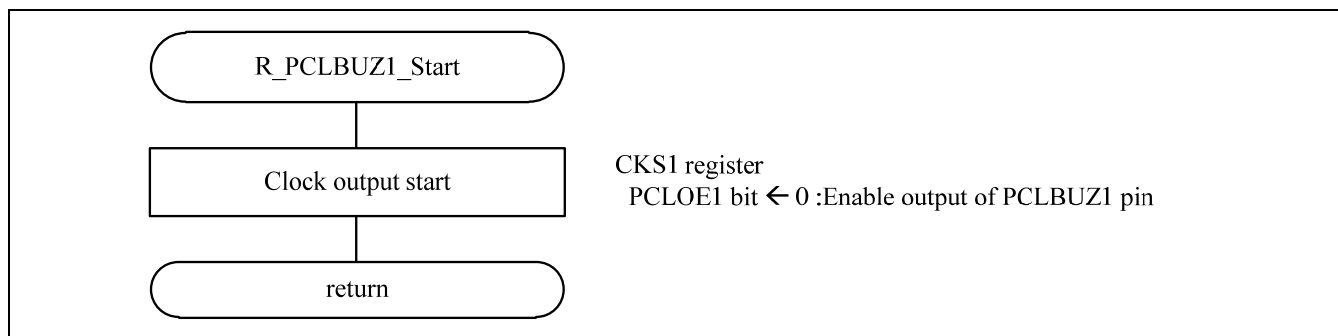 R_PCLBUZ1_Start
Clock output start
CKS1 register
PCLOE1 bit ← 0 :Enable output of PCLBUZ1 pin
return